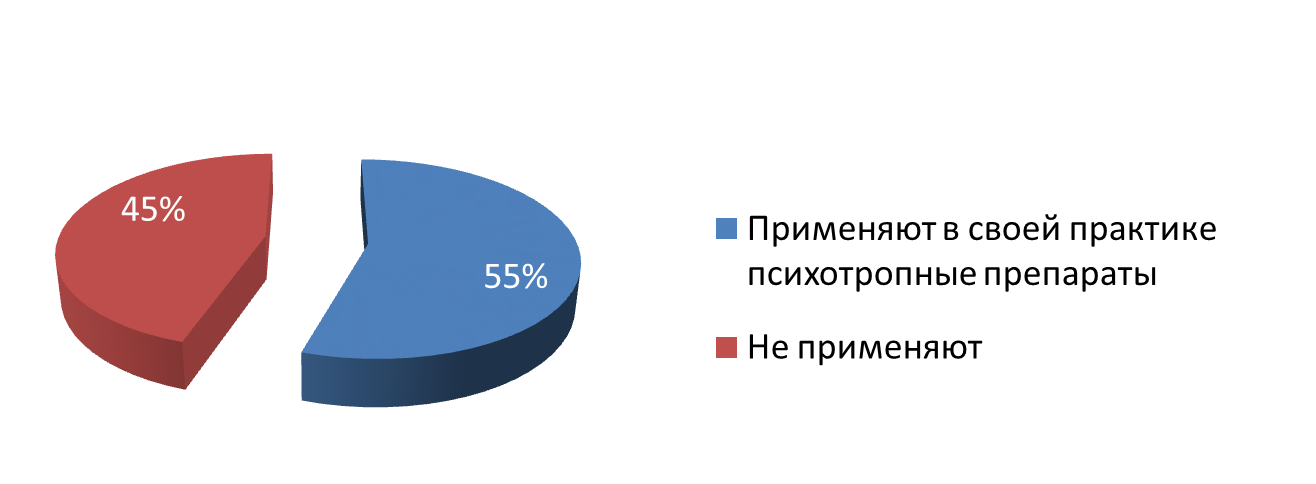 45%
55%
Применяют в своей практике
психотропные препараты
Не применяют